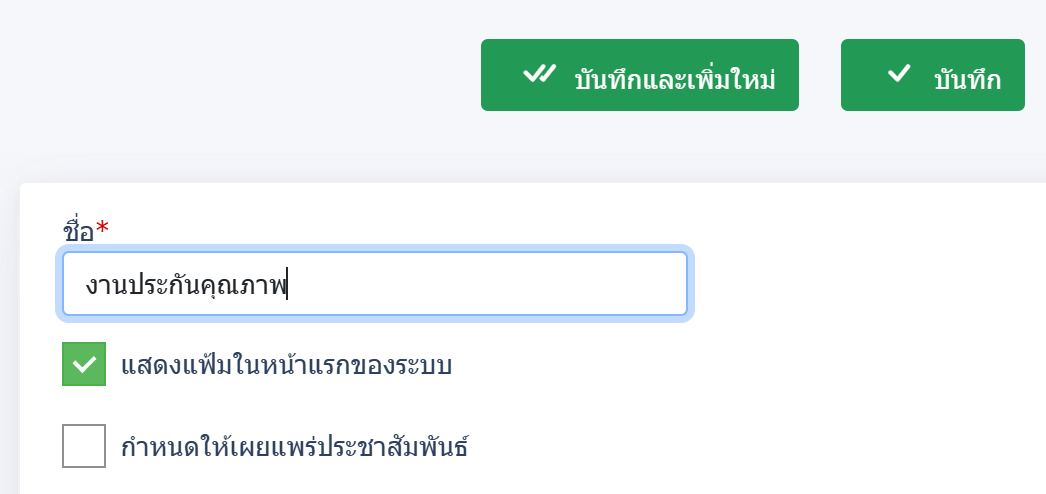 บันทึกและเพิ่มใหม่ บันทึก
ชื่อ*
งานประกันคุณภาพ
แสดงแฟ้มในหน้าแรกของระบบ
กำหนดให้เผยแพร่ประชาสัมพันธ์